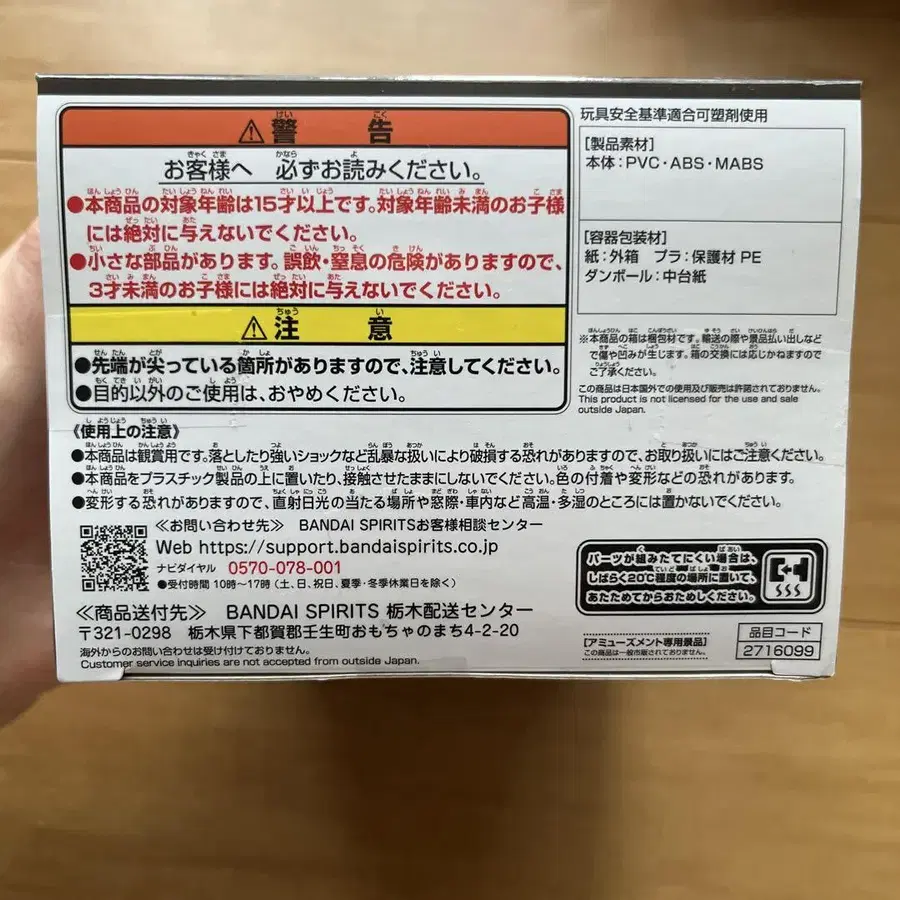 ⚠警告
お客様へ 必ずお読みください。
●本商品の対象年齢は15才以上です。対象年齢未満のお子様
には絶対に与えないでください。
●小さな部品があります。誤飲・窒息の危険がありますので、
3才未満のお子様には絶対に与えないでください。
⚠注意
●先端が尖っている箇所がありますので、注意してください。
●目的以外のご使用は、おやめください。
玩具安全基準適合可塑剤使用
[製品素材]
本体:PVC・ABS・MABS
[容器包装材]
紙:外箱 プラ:保護材 PE
ダンボール:中台紙
※本商品の箱は梱包材です。輸送の際や景品払い出しなど
で傷や凹みが生じます。箱の交換には応じかねますので
ご了承ください。
この商品は日本国外での使用及び販売は許諾されておりません。
This product is not licensed for the use and sale
outside Japan.
《使用上の注意》
●本商品は観賞用です。落としたり強いショックなど乱暴な扱いにより破損する恐れがありますので、お取り扱いにはご注意ください。
●本商品をプラスチック製品の上に置いたり、接触させたままにしないでください。色の付着や変形などの恐れがあります。
●変形する恐れがありますので、直射日光の当たる場所や窓際・車内など高温・多湿のところには置かないでください。
≪お問い合わせ先≫ BANDAI SPIRITSお客様相談センター
Web https://support.bandaispirits.co.jp
ナビダイヤル 0570-078-001
●受付時間 10時〜17時(土、日、祝日、夏季・冬季休業日を除く)
≪商品送付先≫ BANDAI SPIRITS 栃木配送センター
〒321-0298 栃木県下都賀郡壬生町おもちゃのまち4-2-20
海外からのお問い合わせは受け付けておりません。
Customer service inquiries are not accepted from outside Japan.
パーツが組みたてにくい場合は、
しばらく20℃程度の場所に置いて、
あたためてからおためしください。
[アミューズメント専用景品]
この商品は一般市販されておりません。
品目コード
2716099